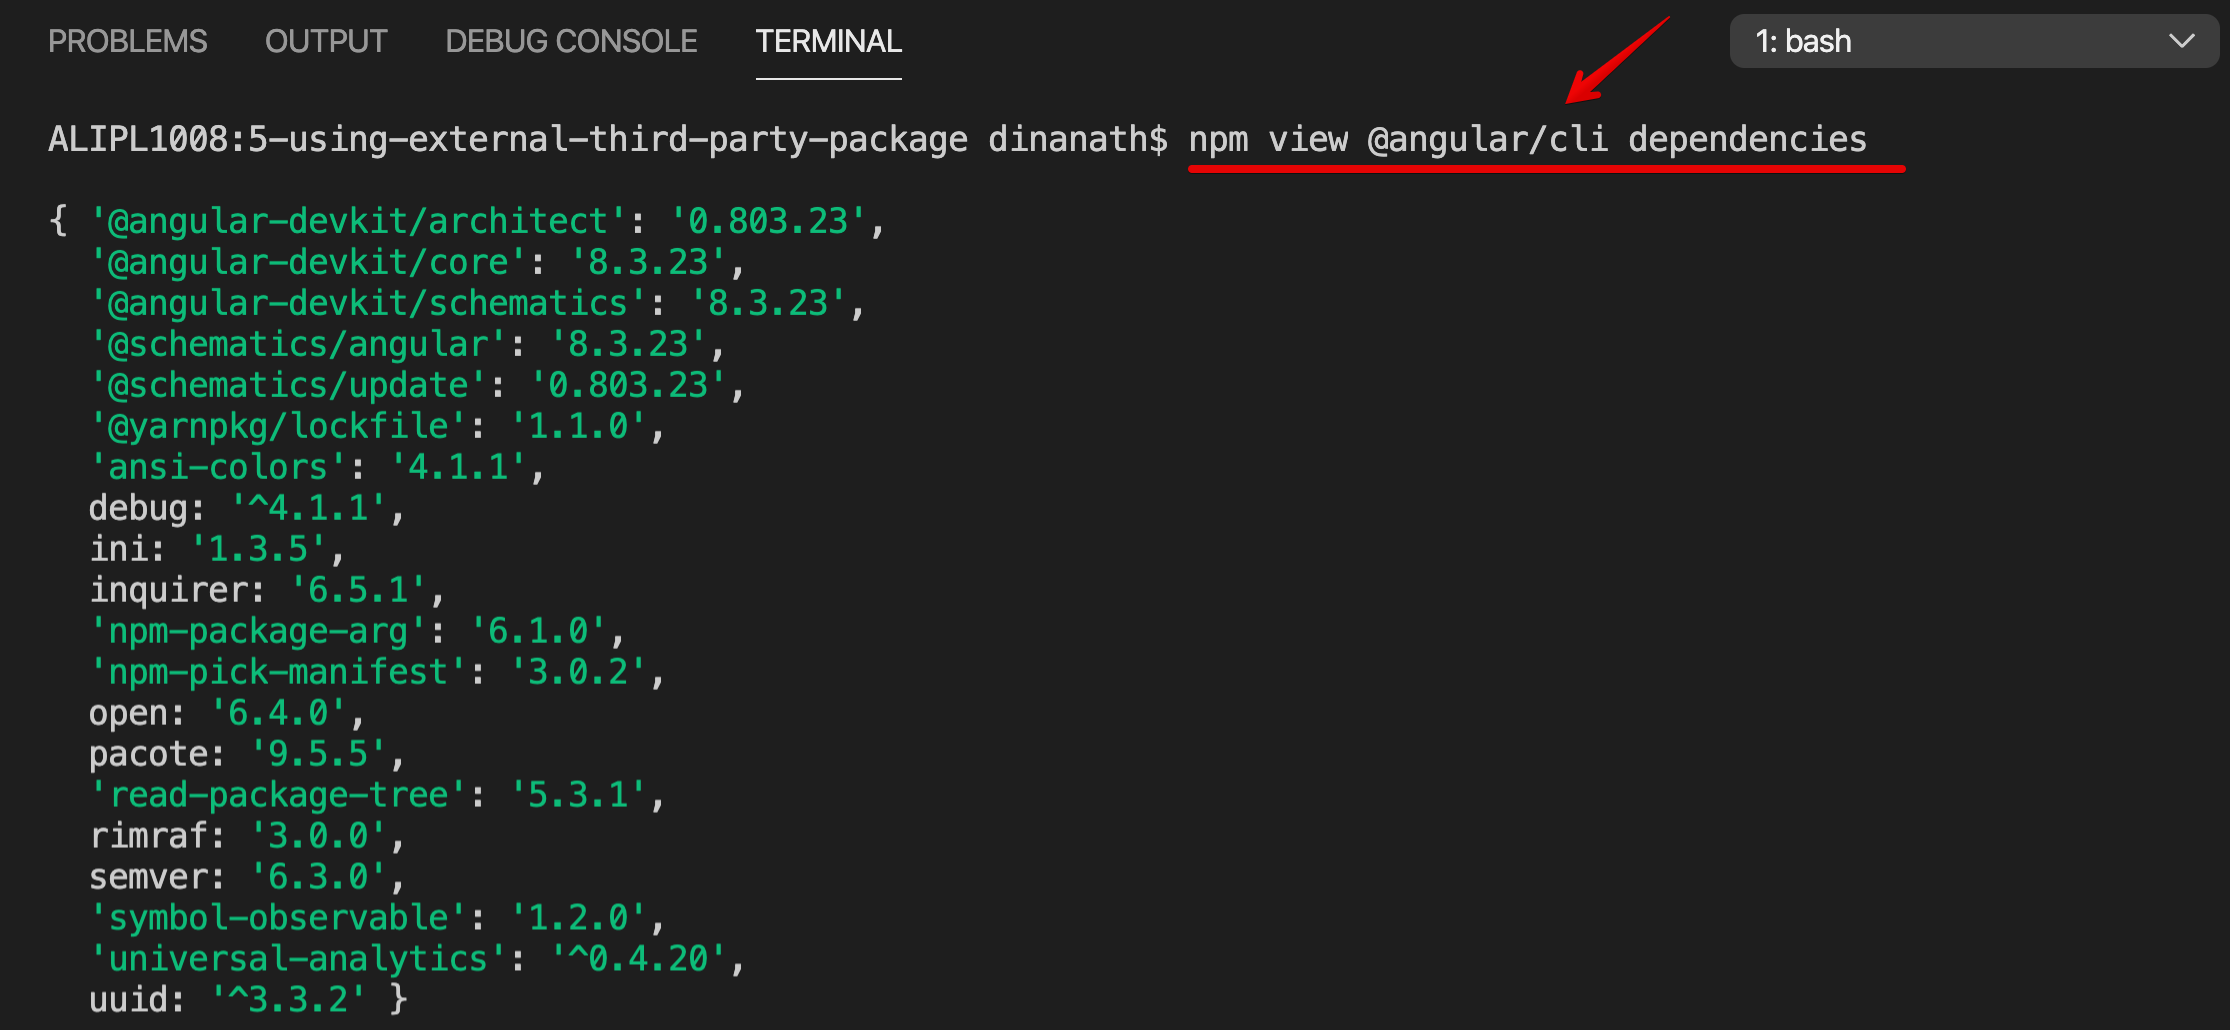 PROBLEMS OUTPUT DEBUG CONSOLE TERMINAL 1: bash
ALIPL1008:5-using-external-third-party-package dinanath$ npm view @angular/cli dependencies
{ '@angular-devkit/architect': '0.803.23',
'@angular-devkit/core': '8.3.23',
'@angular-devkit/schematics': '8.3.23',
'@schematics/angular': '8.3.23',
'@schematics/update': '0.803.23',
'@yarnpkg/lockfile': '1.1.0',
'ansi-colors': '4.1.1',
debug: '^4.1.1',
ini: '1.3.5',
inquirer: '6.5.1',
'npm-package-arg': '6.1.0',
'npm-pick-manifest': '3.0.2',
open: '6.4.0',
pacote: '9.5.5',
'read-package-tree': '5.3.1',
rimraf: '3.0.0',
semver: '6.3.0',
'symbol-observable': '1.2.0',
'universal-analytics': '^0.4.20',
uuid: '^3.3.2' }